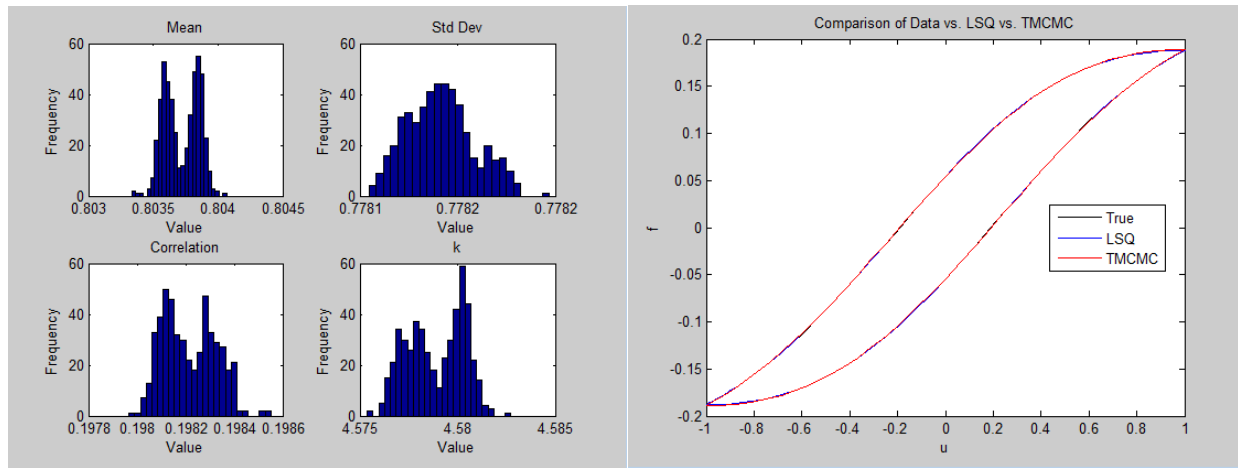 Mean
60
40
20
0
Frequency
0.803
0.8035
0.804
0.8045
Value
Std Dev
60
40
20
0
Frequency
0.7781
0.7782
0.7782
Value
Correlation
60
40
20
0
Frequency
0.1978
0.198
0.1982
0.1984
0.1986
Value
k
60
40
20
0
Frequency
4.575
4.58
4.585
Value
Comparison of Data vs. LSQ vs. TMCMC
0.2
0.15
0.1
0.05
0
-0.05
-0.1
-0.15
-0.2
f
True
LSQ
TMCMC
-1
-0.8
-0.6
-0.4
-0.2
0
0.2
0.4
0.6
0.8
1
u